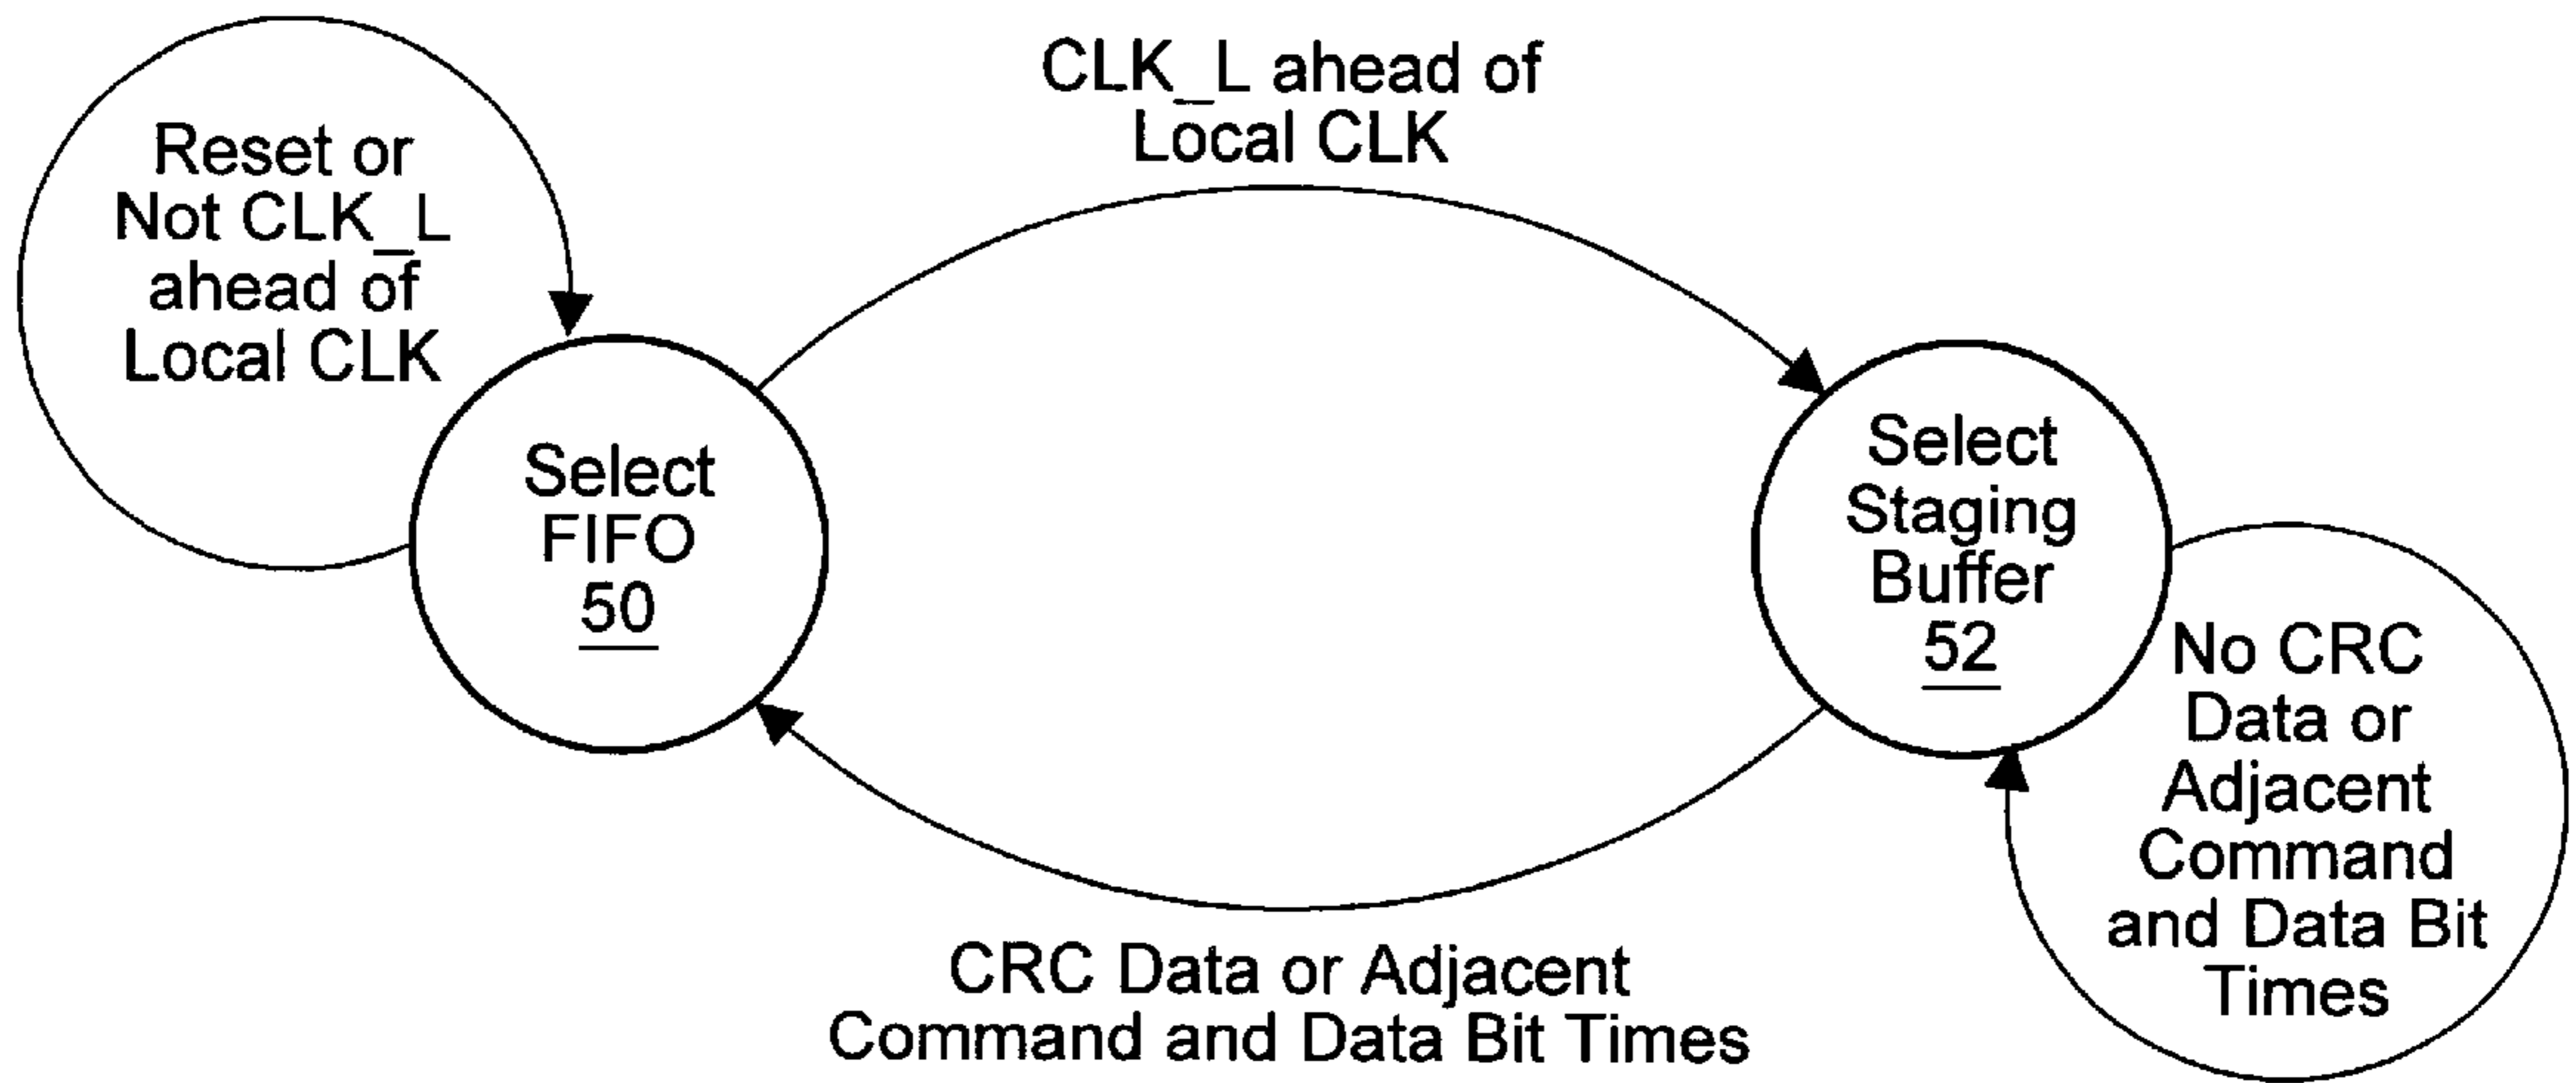 CLK_L ahead of
Local CLK
Reset or
Not CLK_L
ahead of
Local CLK
Select
FIFO
50
Select
Staging
Buffer
52
No CRC
Data or
Adjacent
Command
and Data Bit
Times
CRC Data or Adjacent
Command and Data Bit Times